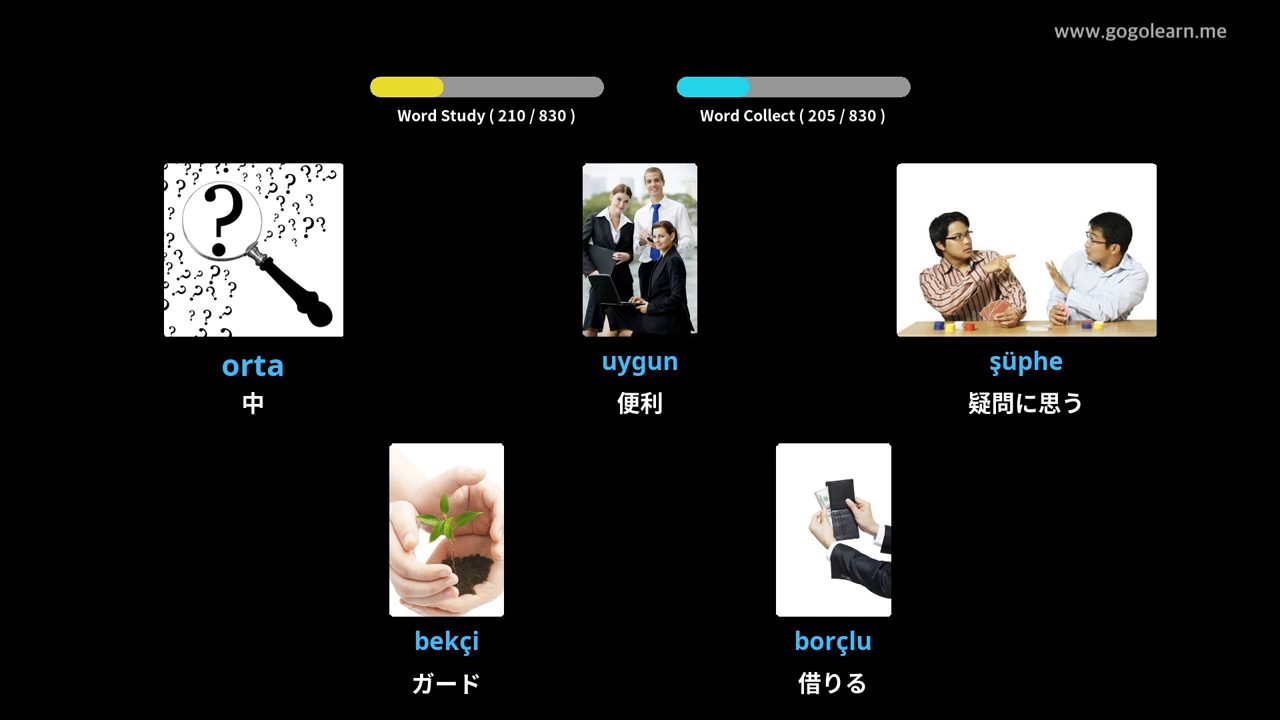 www.gogolearn.me
Word Study ( 210 / 830 )
Word Collect ( 205 / 830 )
orta
中
uygun
便利
şüphe
疑問に思う
bekçi
ガード
borçlu
借りる